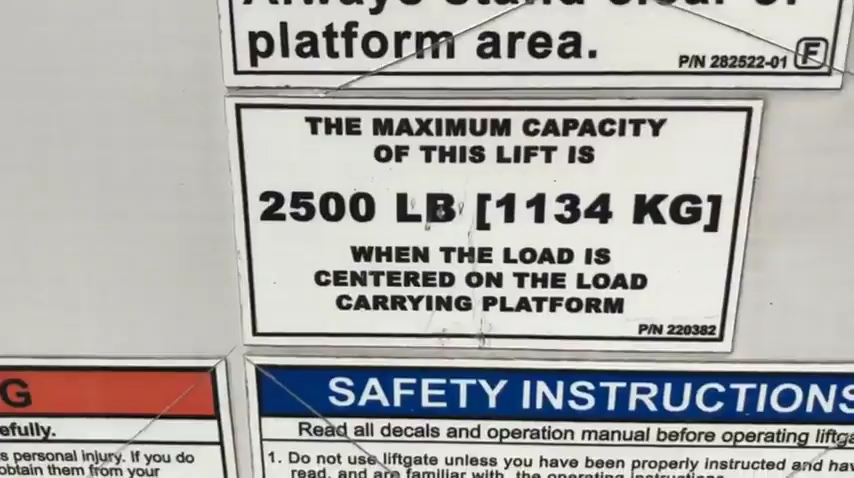 platform area.
P/N 282522-01 F
THE MAXIMUM CAPACITY
OF THIS LIFT IS
2500 LB [1134 KG]
WHEN THE LOAD IS
CENTERED ON THE LOAD
CARRYING PLATFORM
P/N 220382
G
efully.
s personal injury. If you do
obtain them from your
SAFETY INSTRUCTIONS
Read all decals and operation manual before operating liftga
1. Do not use liftgate unless you have been properly instructed and hav
read, and are familiar with, the operating instructions